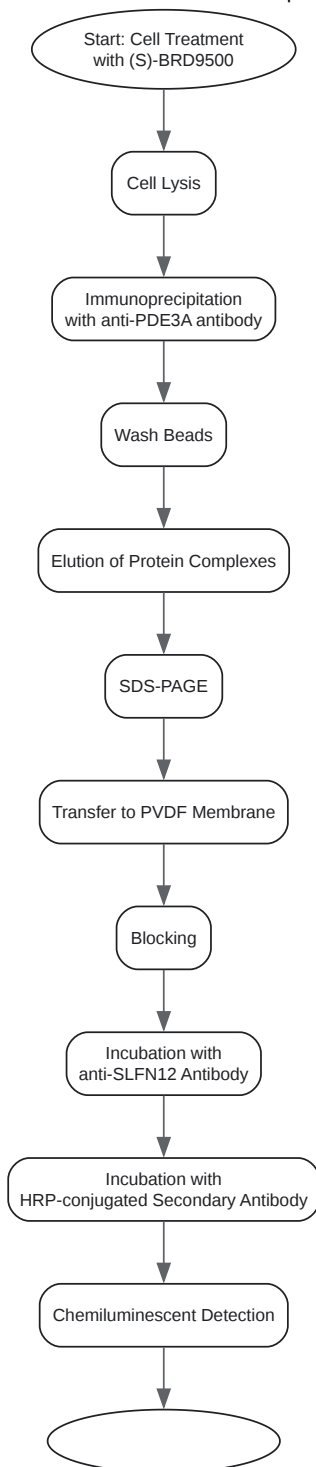 Start: Cell Treatment
with (S)-BRD9500
Cell Lysis
Immunoprecipitation
with anti-PDE3A antibody
Wash Beads
Elution of Protein Complexes
SDS-PAGE
Transfer to PVDF Membrane
Blocking
Incubation with
anti-SLFN12 Antibody
Incubation with
HRP-conjugated Secondary Antibody
Chemiluminescent Detection